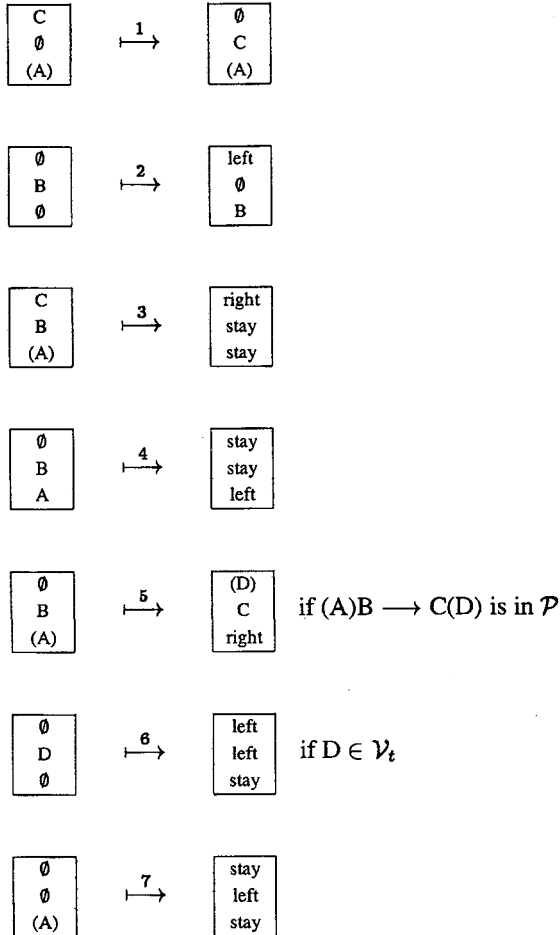 C ∅
∅ 1 C
(A) (A)
∅ left
B 2 ∅
∅ B
C right
B 3 stay
(A) stay
∅ stay
B 4 stay
A left
∅ (D)
B 5 C if (A)B ⟶ C(D) is in 𝒫
(A) right
∅ left
D 6 left if D ∈ 𝒱ₜ
∅ stay
∅ stay
∅ 7 left
(A) stay